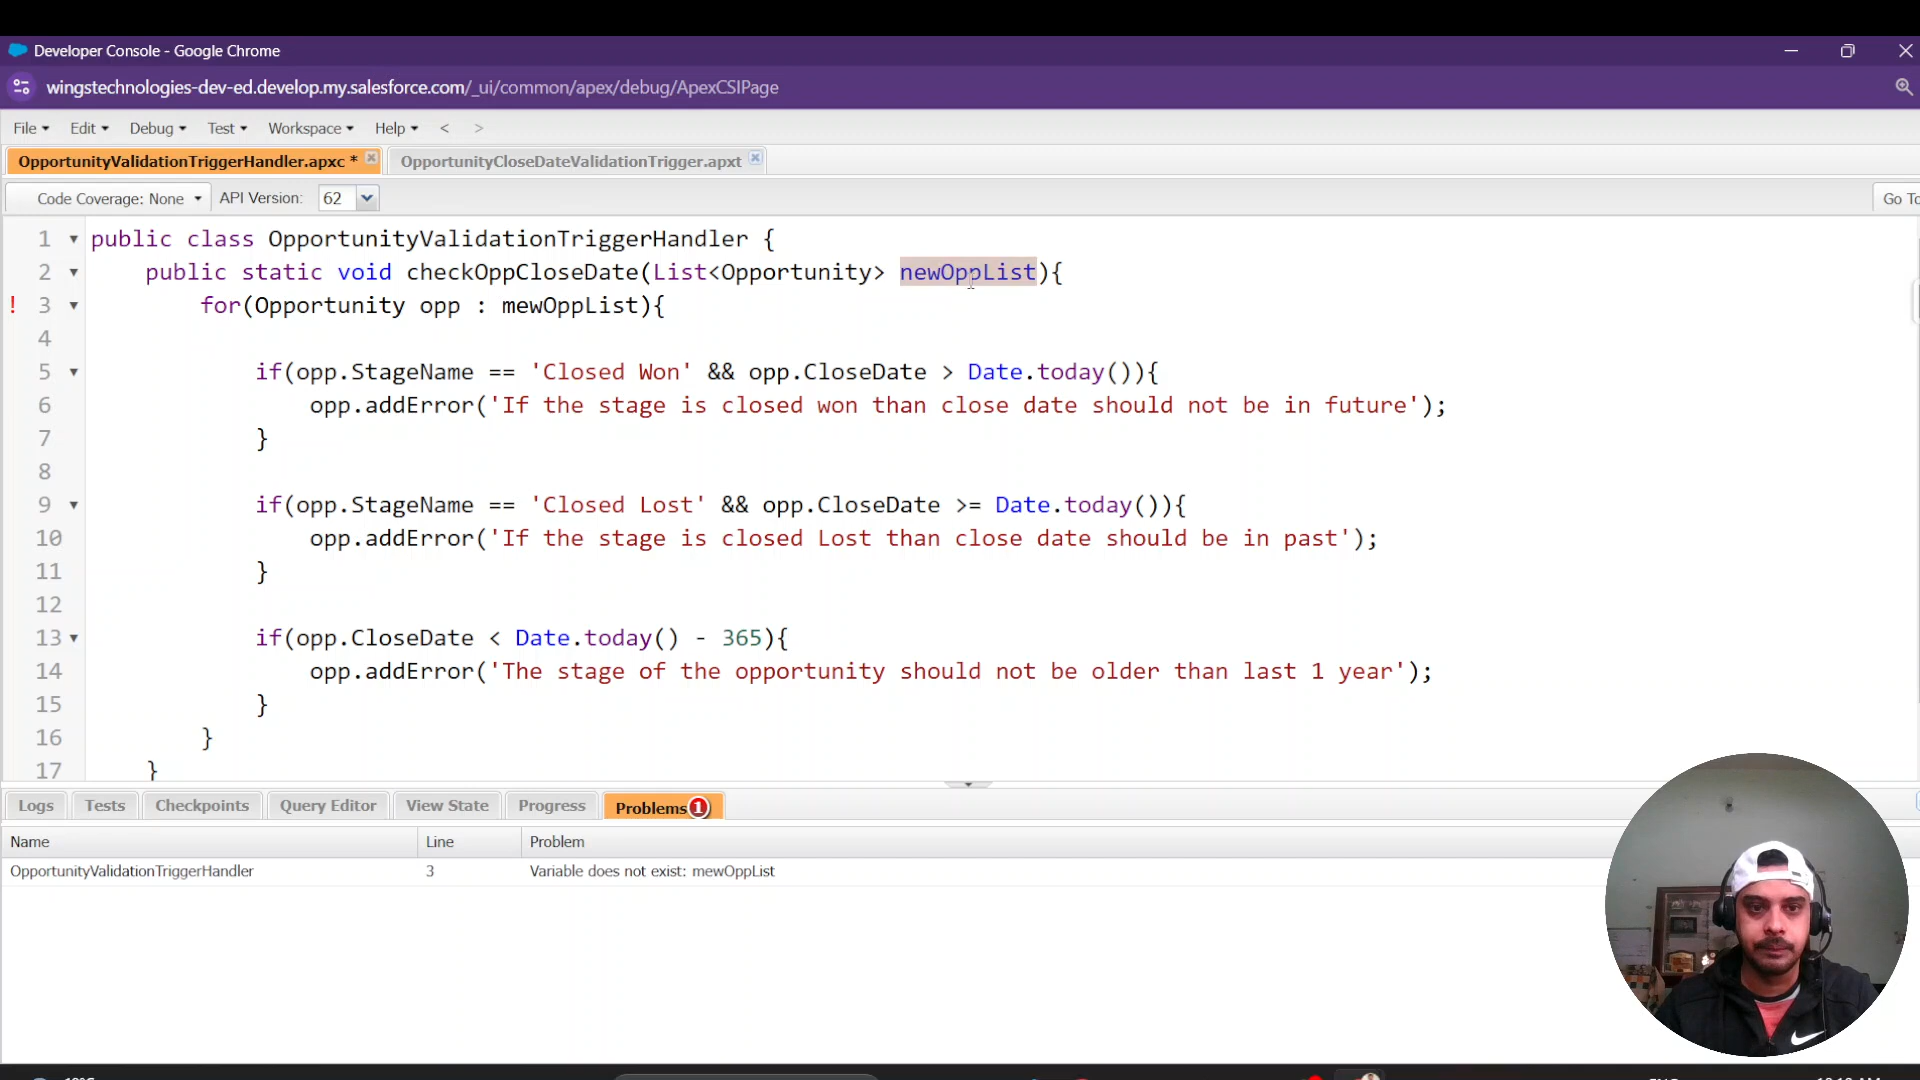 Developer Console - Google Chrome
wingstechnologies-dev-ed.develop.my.salesforce.com/_ui/common/apex/debug/ApexCSIPage
File Edit Debug Test Workspace Help < >
OpportunityValidationTriggerHandler.apxc * OpportunityCloseDateValidationTrigger.apxt
Code Coverage: None API Version: 62 Go To
1 public class OpportunityValidationTriggerHandler {
2 public static void checkOppCloseDate(List<Opportunity> newOppList){
! 3 for(Opportunity opp : mewOppList){
4
5 if(opp.StageName == 'Closed Won' && opp.CloseDate > Date.today()){
6 opp.addError('If the stage is closed won than close date should not be in future');
7 }
8
9 if(opp.StageName == 'Closed Lost' && opp.CloseDate >= Date.today()){
10 opp.addError('If the stage is closed Lost than close date should be in past');
11 }
12
13 if(opp.CloseDate < Date.today() - 365){
14 opp.addError('The stage of the opportunity should not be older than last 1 year');
15 }
16 }
17 }
Logs Tests Checkpoints Query Editor View State Progress Problems 1
Name Line Problem
OpportunityValidationTriggerHandler 3 Variable does not exist: mewOppList